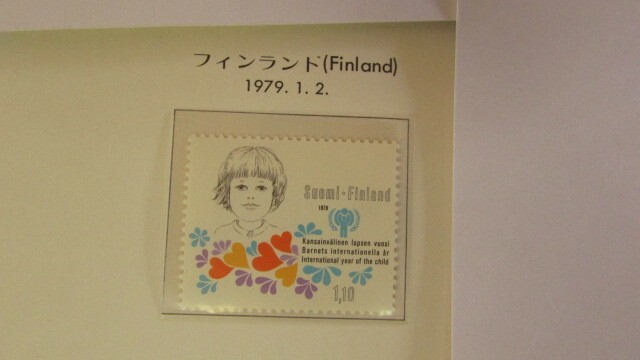 フィンランド(Finland)
1979. 1. 2.
Suomi-Finland
1979
Kansainvälinen lapsen vuosi
Barnets internationella år
International year of the child
1,10